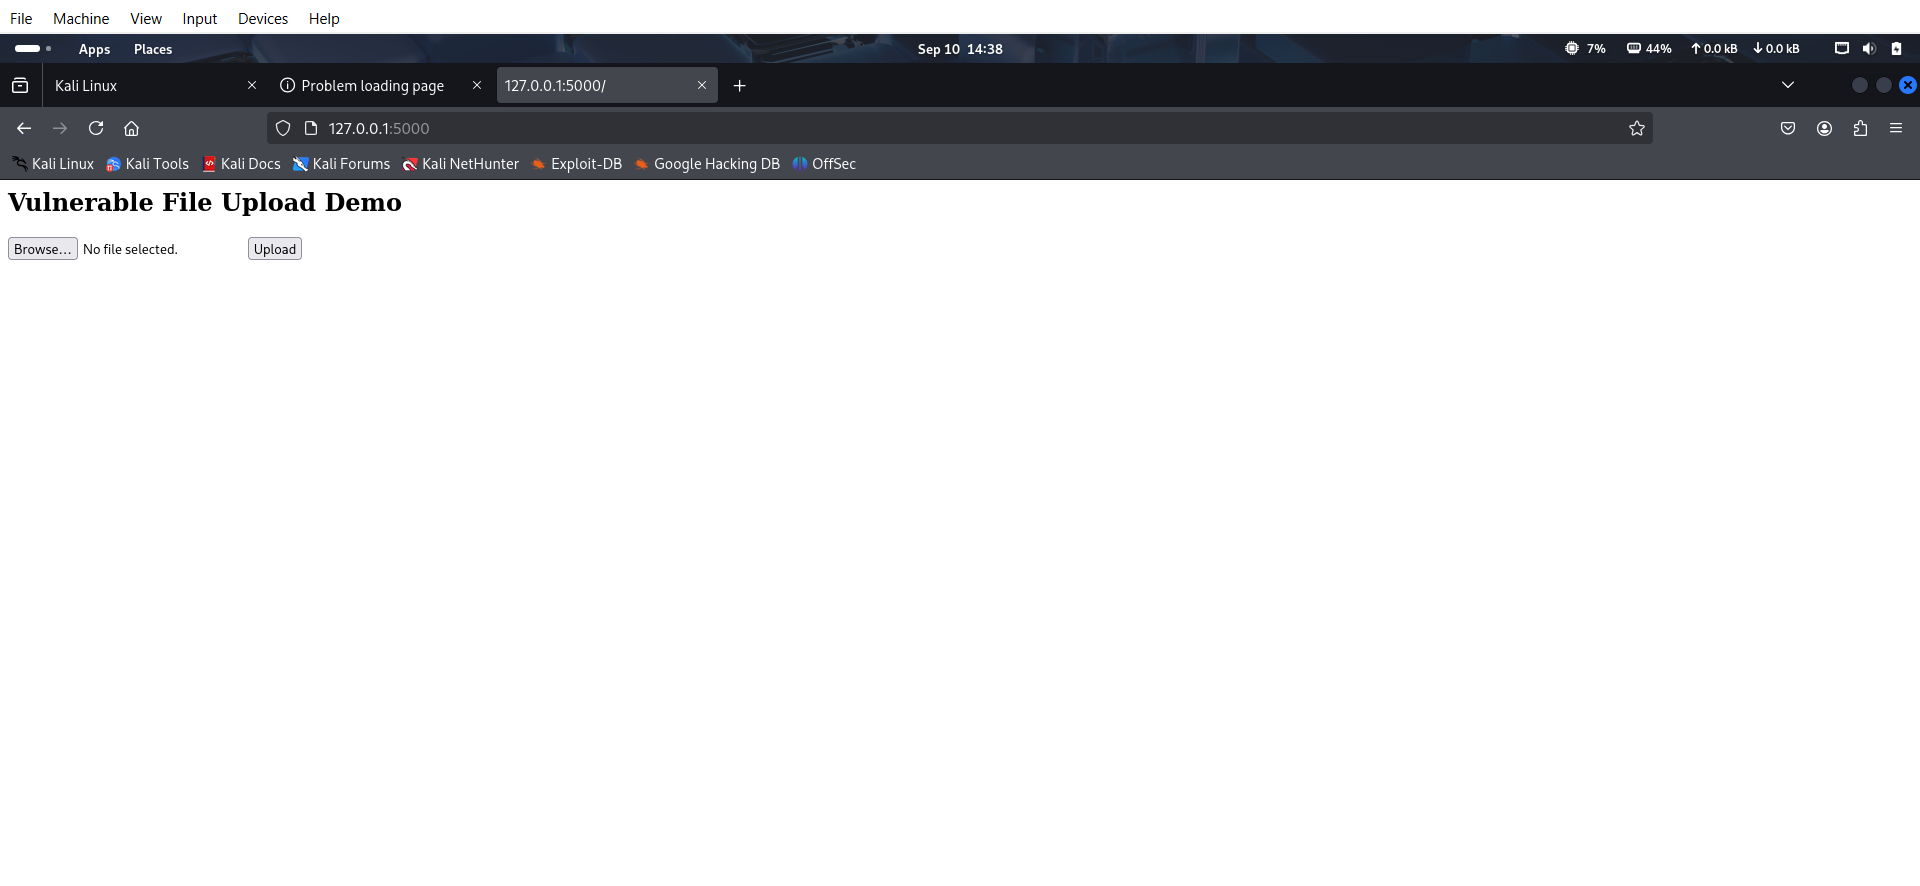 File Machine View Input Devices Help
Apps Places Sep 10 14:38 7% 44% 0.0 kB 0.0 kB
Kali Linux Problem loading page 127.0.0.1:5000/
127.0.0.1:5000
Kali Linux Kali Tools Kali Docs Kali Forums Kali NetHunter Exploit-DB Google Hacking DB OffSec
Vulnerable File Upload Demo
Browse... No file selected. Upload